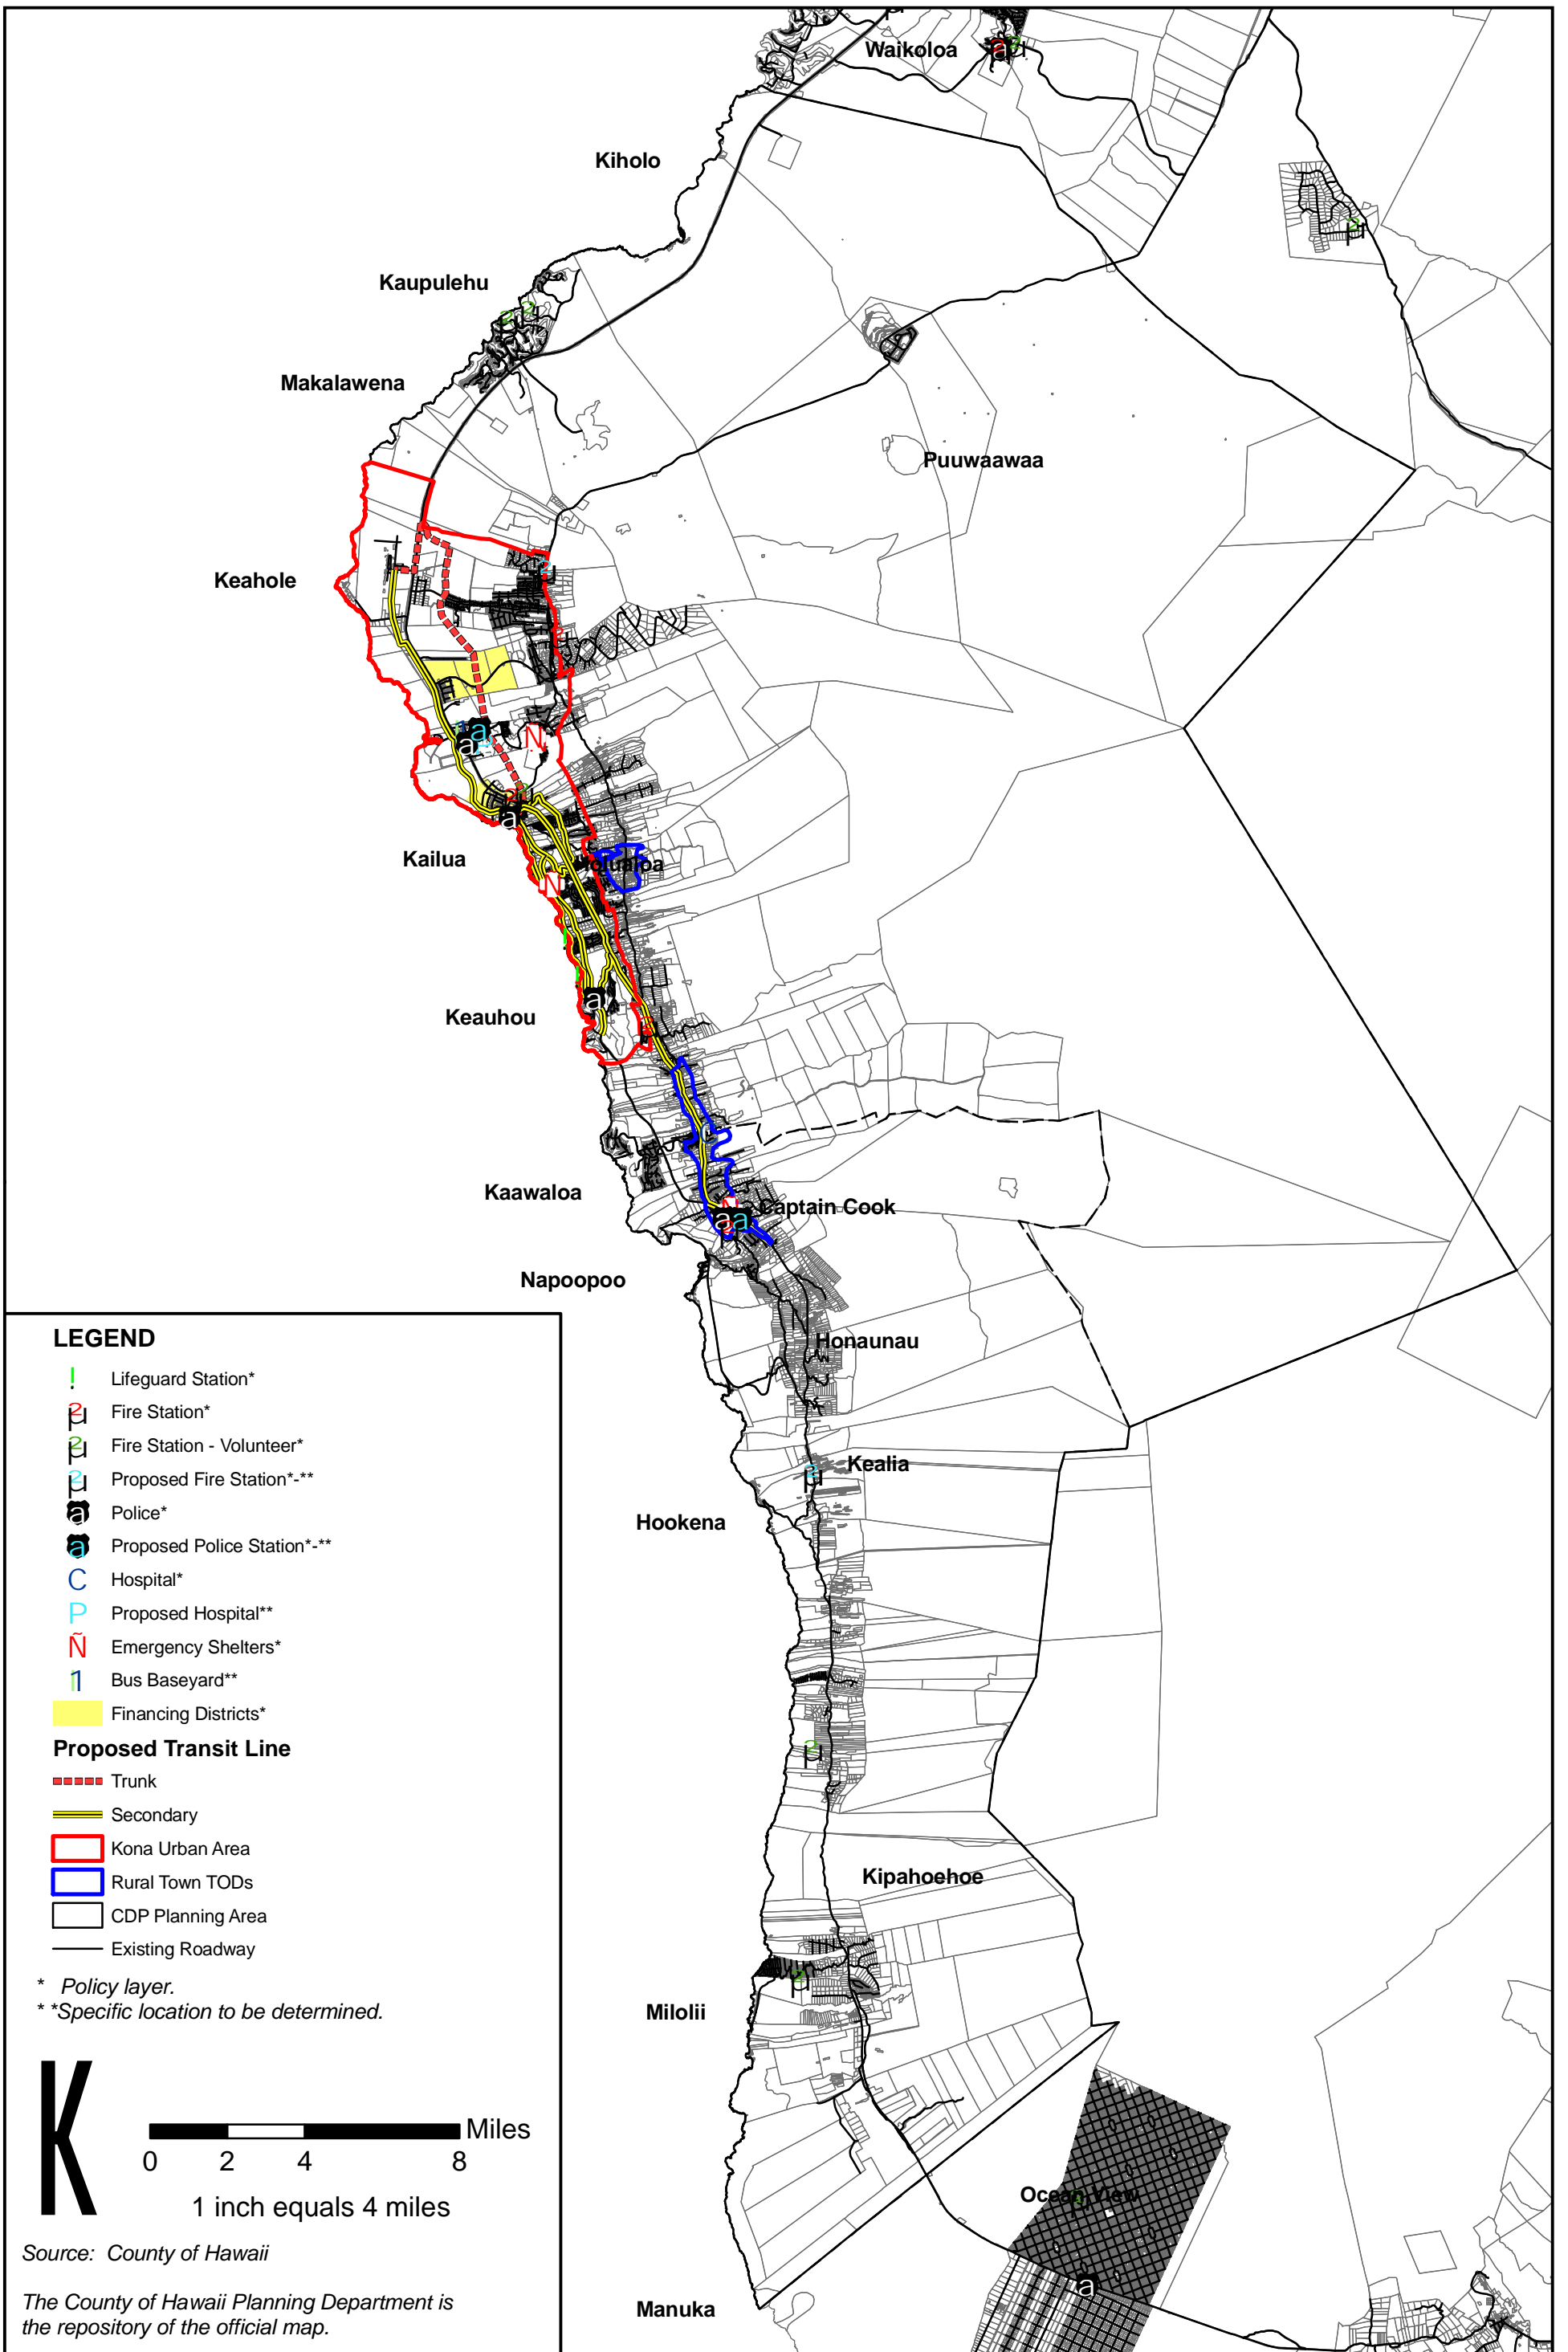 Waikoloa
Kiholo
Kaupulehu
Makalawena
Puuwaawaa
Keahole
Kailua
Holualoa
Keauhou
Kaawaloa
Captain Cook
Napoopoo
Honaunau
Kealia
Hookena
Kipahoehoe
Milolii
Ocean View
Manuka
LEGEND
! Lifeguard Station*
2 µ Fire Station*
2 µ Fire Station - Volunteer*
2 µ Proposed Fire Station*-**
a Police*
a Proposed Police Station*-**
C Hospital*
P Proposed Hospital**
Ñ Emergency Shelters*
1 Bus Baseyard**
Financing Districts*
Proposed Transit Line
Trunk
Secondary
Kona Urban Area
Rural Town TODs
CDP Planning Area
Existing Roadway
* Policy layer.
* *Specific location to be determined.
K
Miles
0 2 4 8
1 inch equals 4 miles
Source: County of Hawaii
The County of Hawaii Planning Department is
the repository of the official map.